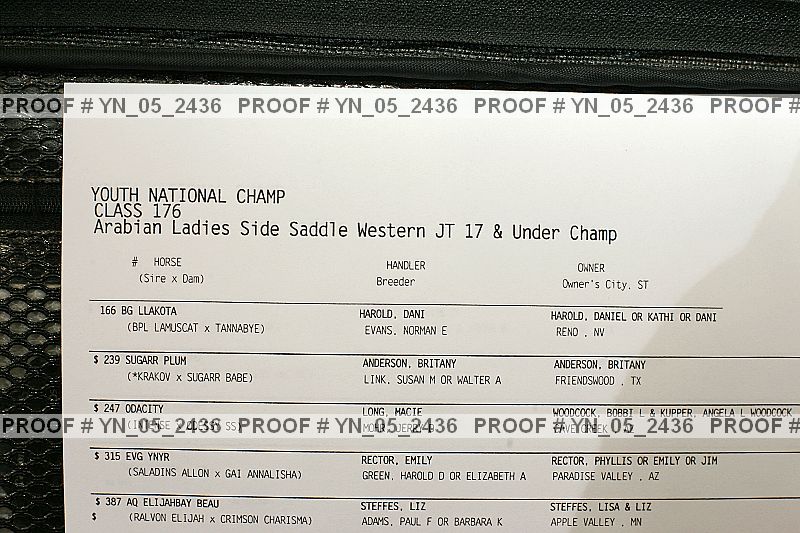 PROOF # YN_05_2436 PROOF # YN_05_2436 PROOF # YN_05_2436 PROOF #
YOUTH NATIONAL CHAMP
CLASS 176
Arabian Ladies Side Saddle Western JT 17 & Under Champ
# HORSE HANDLER OWNER
(Sire x Dam) Breeder Owner's City, ST
166 BG LLAKOTA HAROLD, DANI HAROLD, DANIEL OR KATHI OR DANI
(BPL LAMUSCAT x TANNABYE) EVANS, NORMAN E RENO , NV
$ 239 SUGARR PLUM ANDERSON, BRITANY ANDERSON, BRITANY
(*KRAKOV x SUGARR BABE) LINK, SUSAN M OR WALTER A FRIENDSWOOD , TX
$ 247 ODACITY LONG, MACIE WOODCOCK, BOBBI L & KUPPER, ANGELA L WOODCOCK
PROOF # YN_05_2436 PROOF # YN_05_2436 PROOF # YN_05_2436 PROOF #
$ 315 EVG YNYR RECTOR, EMILY RECTOR, PHYLLIS OR EMILY OR JIM
(SALADINS ALLON x GAI ANNALISHA) GREEN, HAROLD D OR ELIZABETH A PARADISE VALLEY , AZ
$ 387 AQ ELIJAHBAY BEAU STEFFES, LIZ STEFFES, LISA & LIZ
$ (RALVON ELIJAH x CRIMSON CHARISMA) ADAMS, PAUL F OR BARBARA K APPLE VALLEY , MN